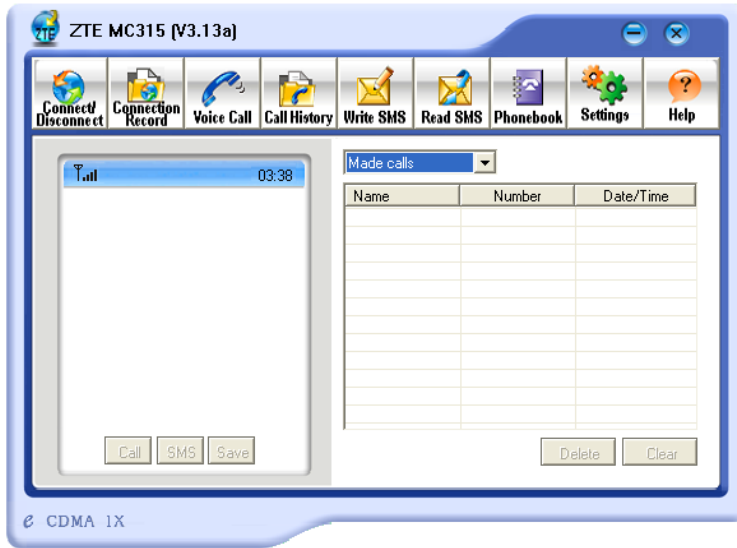 ZTE ZTE MC315 (V3.13a)
Connect/
Disconnect
Connection
Record
Voice Call
Call History
Write SMS
Read SMS
Phonebook
Settings
? Help
03:38
Made calls
Name Number Date/Time
Call SMS Save
Delete Clear
e CDMA 1X